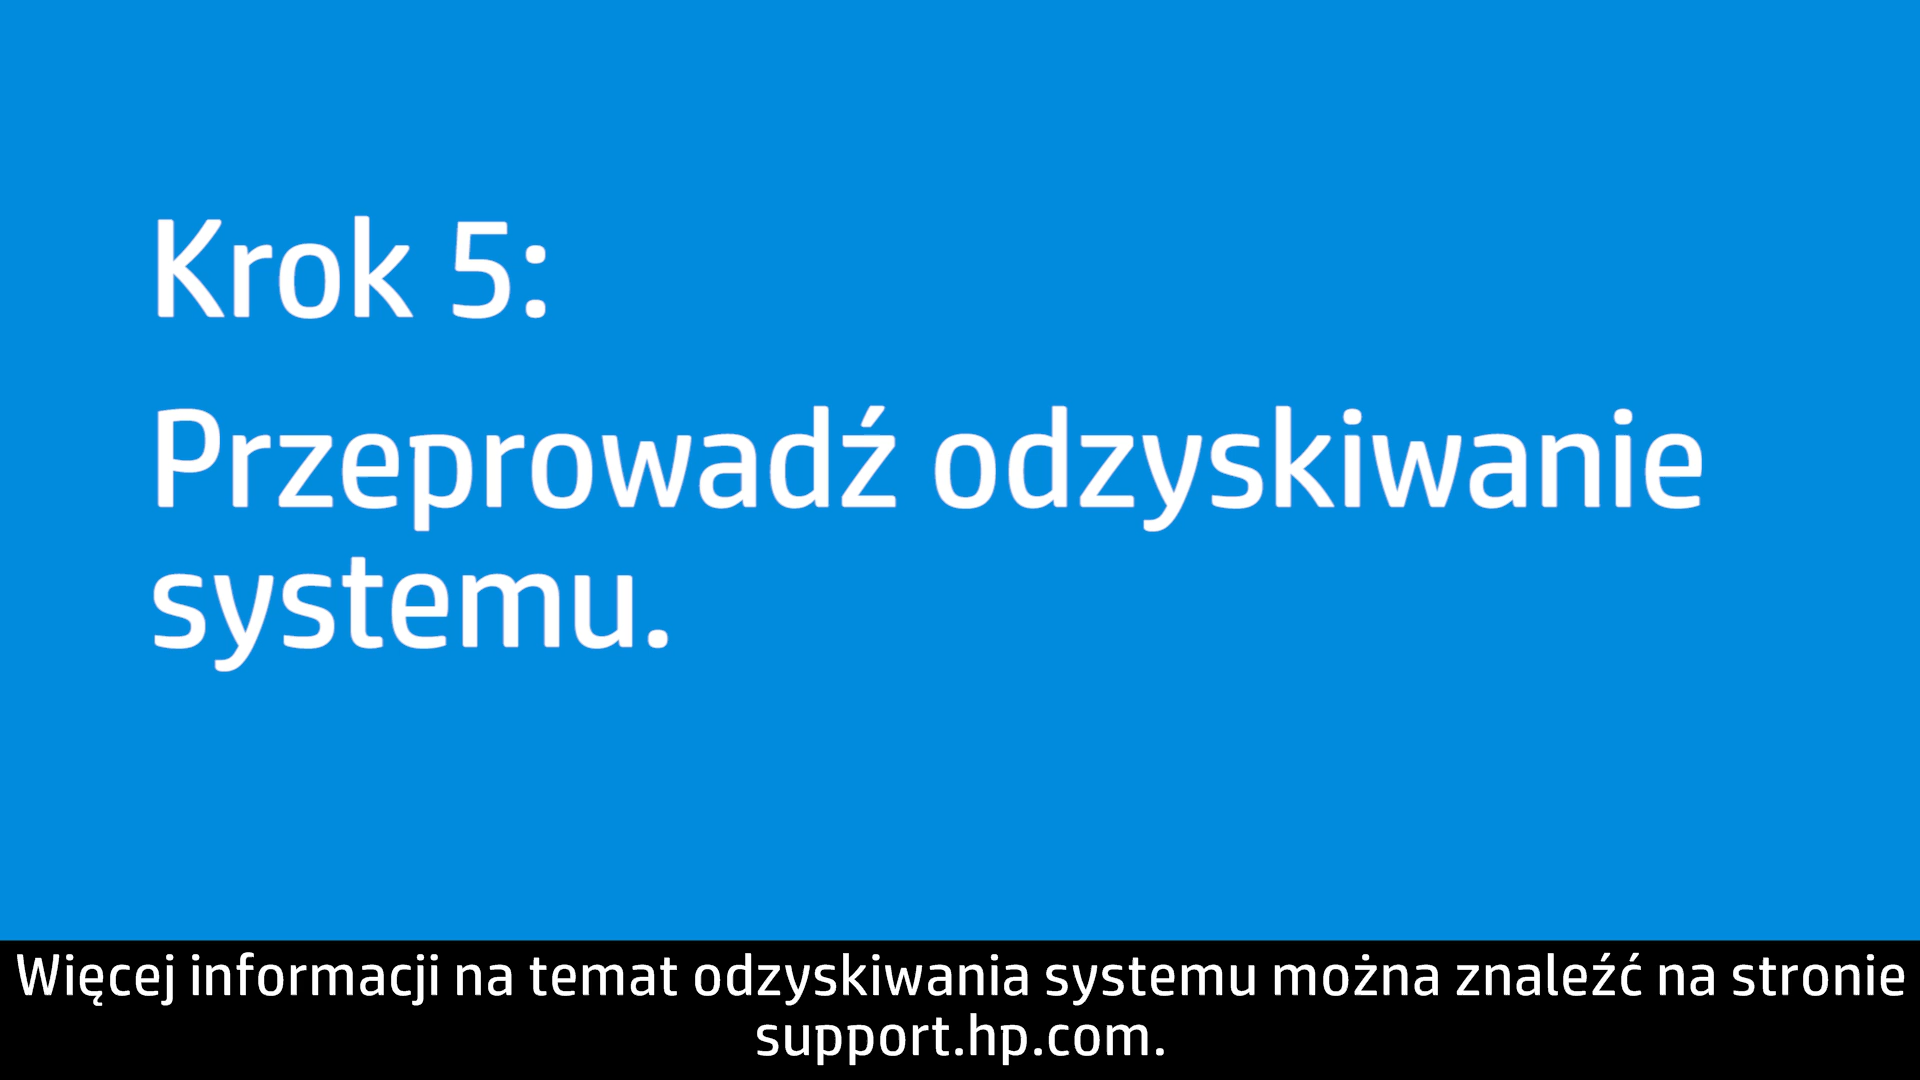 Krok 5:
Przeprowadź odzyskiwanie
systemu.
Więcej informacji na temat odzyskiwania systemu można znaleźć na stronie
support.hp.com.